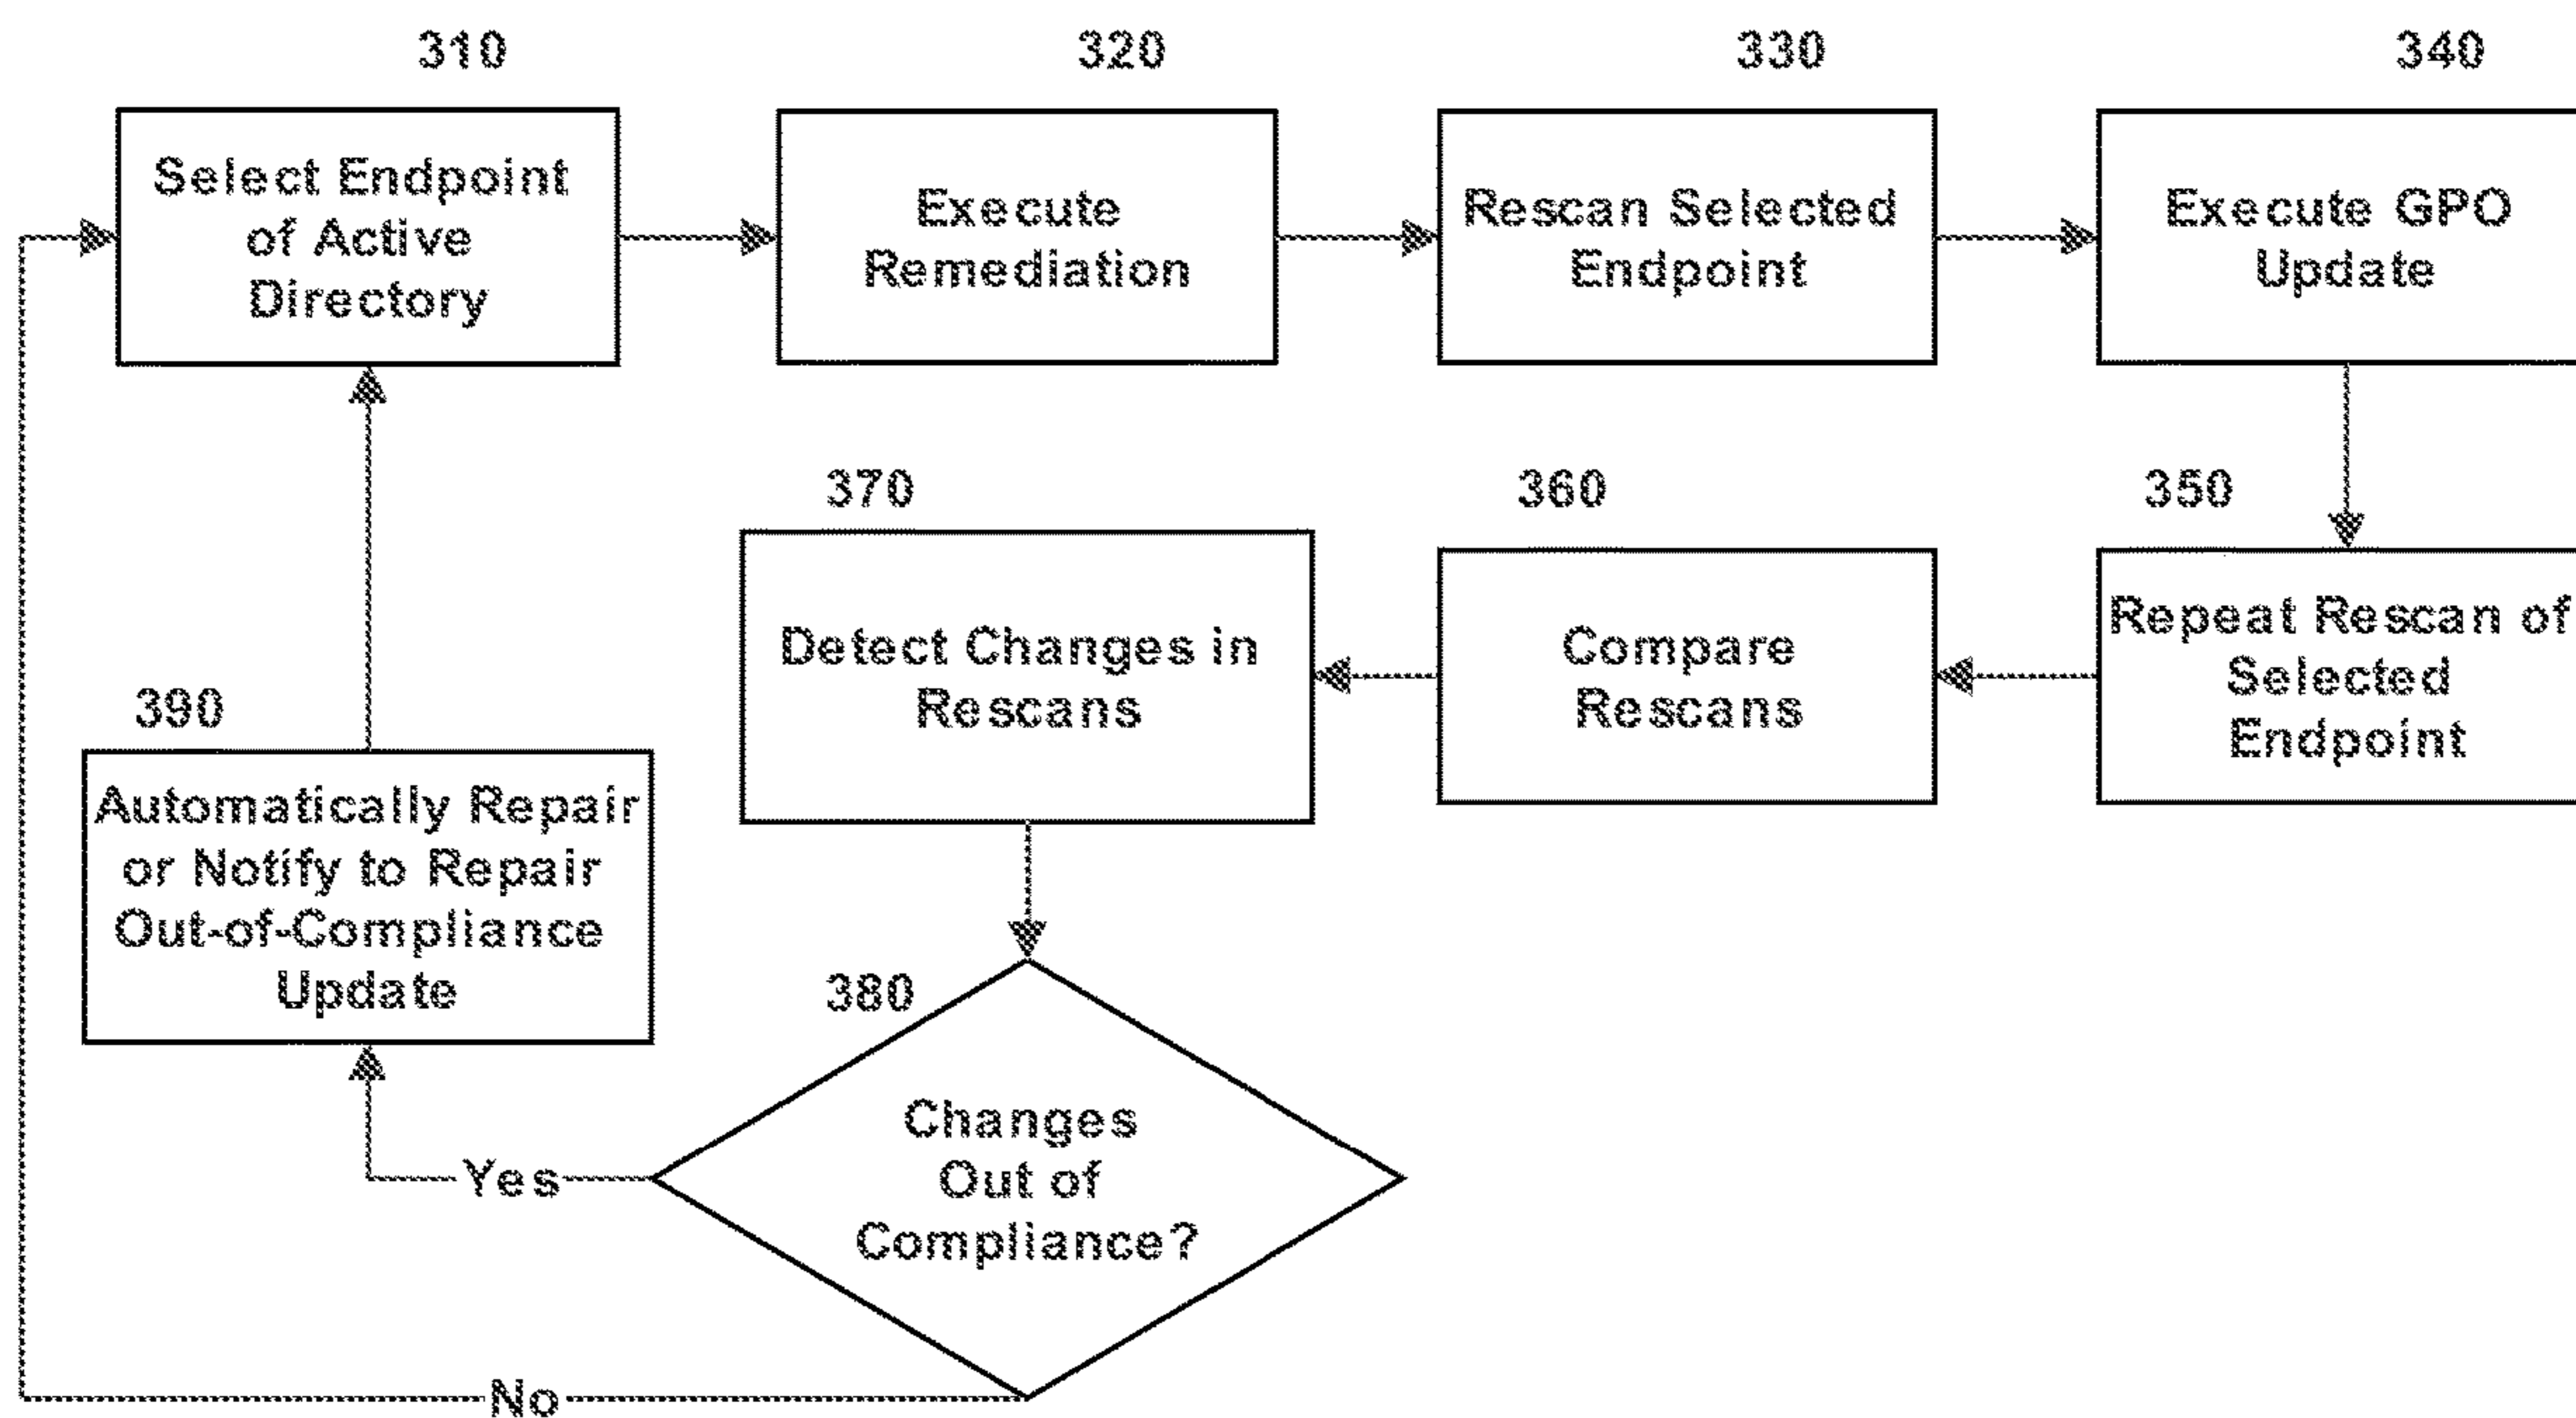 310
320
330
340
Select Endpoint
of Active
Directory
Execute
Remediation
Rescan Selected
Endpoint
Execute GPO
Update
350
Repeat Rescan of
Selected
Endpoint
360
Compare
Rescans
370
Detect Changes in
Rescans
380
Changes
Out of
Compliance?
Yes
No
390
Automatically Repair
or Notify to Repair
Out-of-Compliance
Update